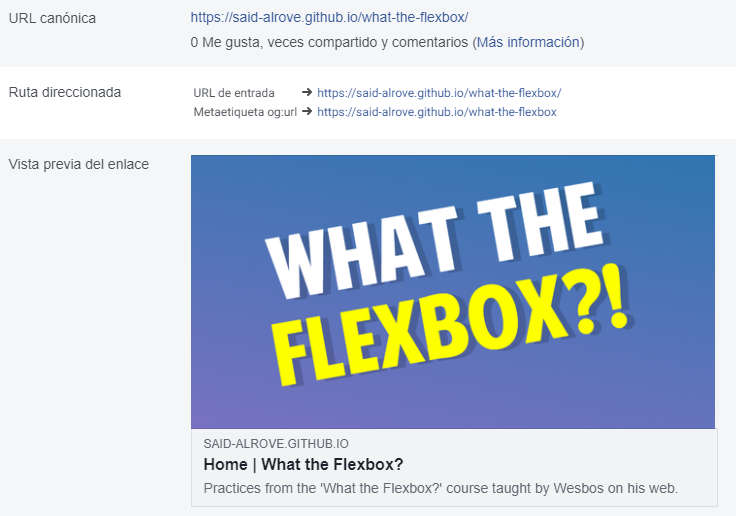 URL canónica
https://said-alrove.github.io/what-the-flexbox/
0 Me gusta, veces compartido y comentarios (Más información)
Ruta direccionada
URL de entrada → https://said-alrove.github.io/what-the-flexbox/
Metaetiqueta og:url → https://said-alrove.github.io/what-the-flexbox
Vista previa del enlace
WHAT THE
FLEXBOX?!
SAID-ALROVE.GITHUB.IO
Home | What the Flexbox?
Practices from the 'What the Flexbox?' course taught by Wesbos on his web.